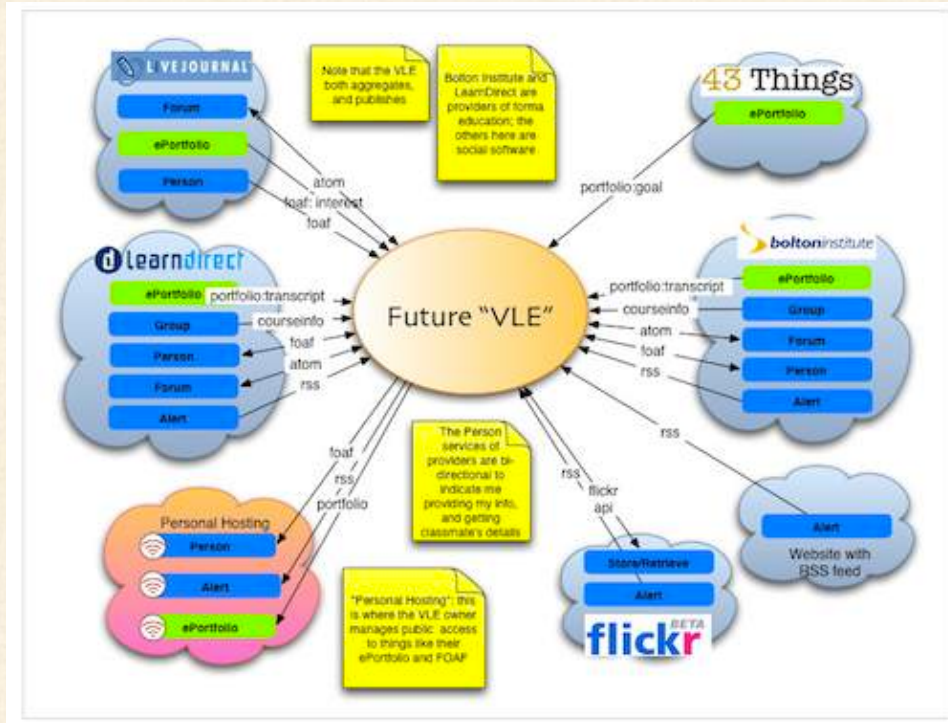 LIVEJOURNAL
Forum
ePortfolio
Person
Note that the VLE
both aggregates,
and publishes
Bolton Institute and
LearnDirect are
providers of forma
education; the
others here are
social software
43 Things
ePortfolio
atom
foaf: interest
foaf
portfolio:goal
learndirect
ePortfolio
Group
Person
Forum
Alert
portfolio:transcript
courseinfo
foaf
atom
rss
Future "VLE"
boltoninstitute
ePortfolio
Group
Forum
Person
Alert
portfolio:transcript
courseinfo
atom
foaf
rss
foaf
rss
portfolio
The Person
services of
providers are bi-
directional to
indicate me
providing my info,
and getting
classmate's details
rss
flickr
api
rss
Personal Hosting
Person
Alert
ePortfolio
"Personal Hosting": this
is where the VLE owner
manages public access
to things like their
ePortfolio and FOAF
Store/Retrieve
Alert
BETA
flickr
Alert
Website with
RSS feed